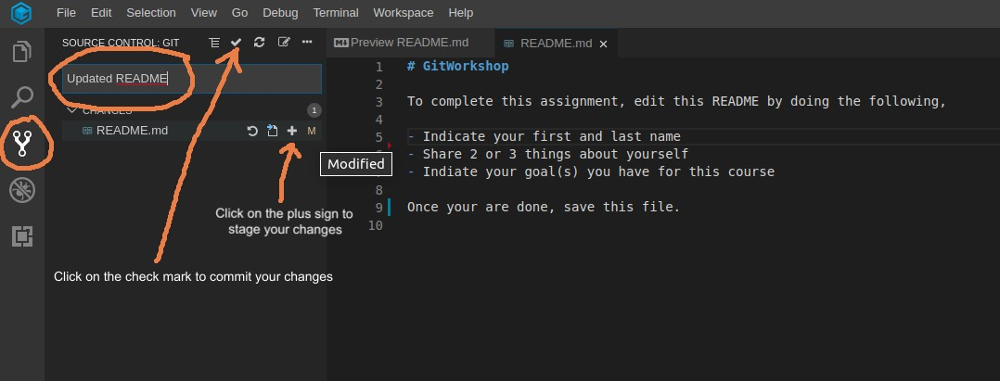 File Edit Selection View Go Debug Terminal Workspace Help
SOURCE CONTROL: GIT
Updated README
CHANGES 1
README.md M
Modified
Click on the plus sign to
stage your changes
Click on the check mark to commit your changes
Preview README.md README.md
1 # GitWorkshop
2
3 To complete this assignment, edit this README by doing the following,
4
5 - Indicate your first and last name
- Share 2 or 3 things about yourself
- Indiate your goal(s) you have for this course
8
9 Once your are done, save this file.
10